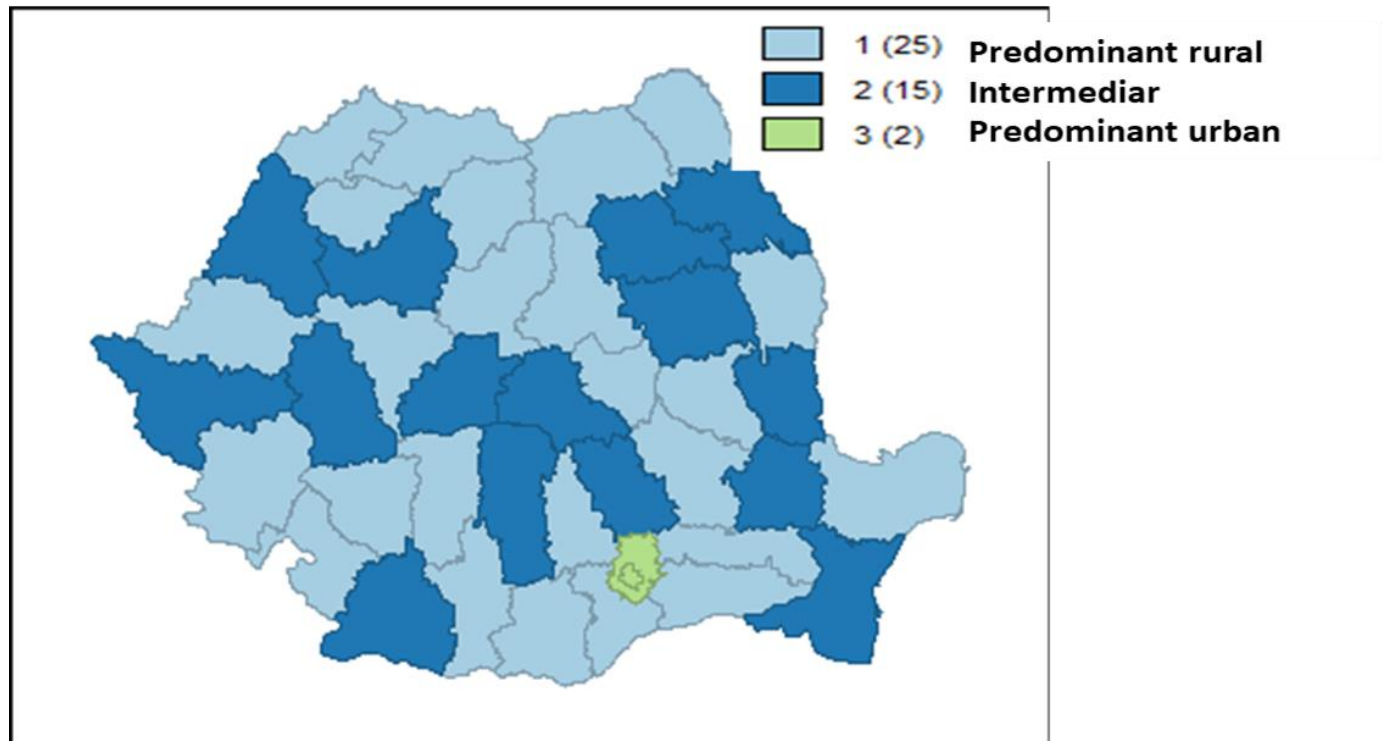 1 (25) Predominant rural
2 (15) Intermediar
3 (2) Predominant urban